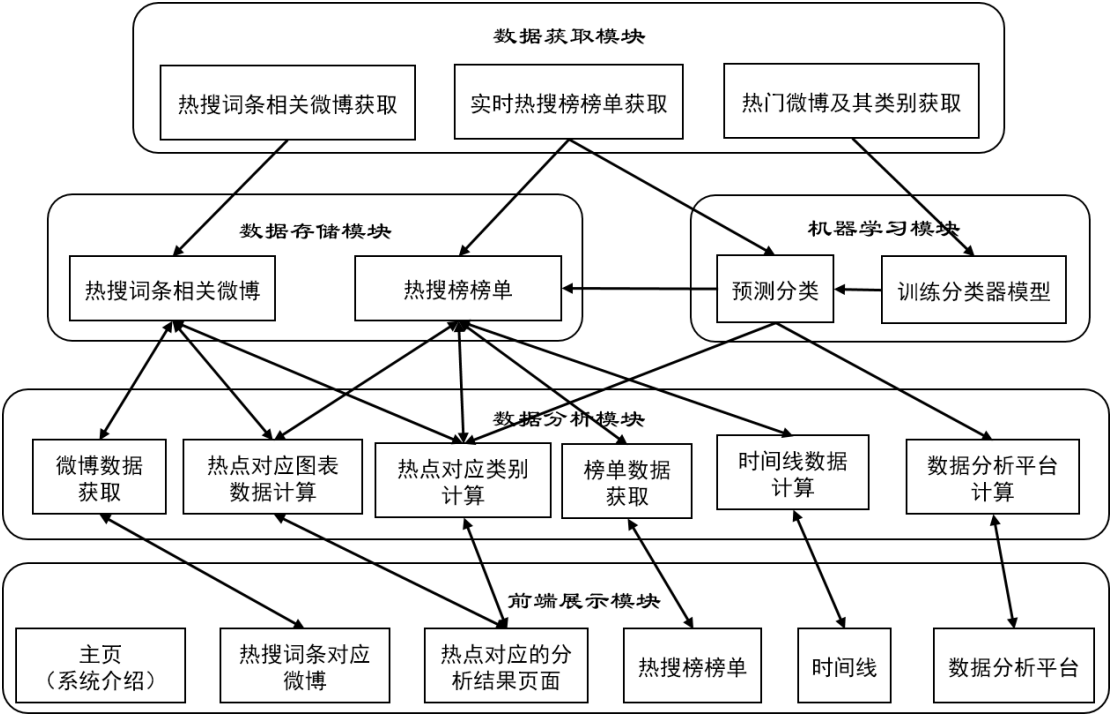 数据获取模块
热搜词条相关微博获取
实时热搜榜榜单获取
热门微博及其类别获取
数据存储模块
热搜词条相关微博
热搜榜榜单
机器学习模块
预测分类
训练分类器模型
数据分析模块
微博数据
获取
热点对应图表
数据计算
热点对应类别
计算
榜单数据
获取
时间线数据
计算
数据分析平台
计算
前端展示模块
主页
（系统介绍）
热搜词条对应
微博
热点对应的分
析结果页面
热搜榜榜单
时间线
数据分析平台